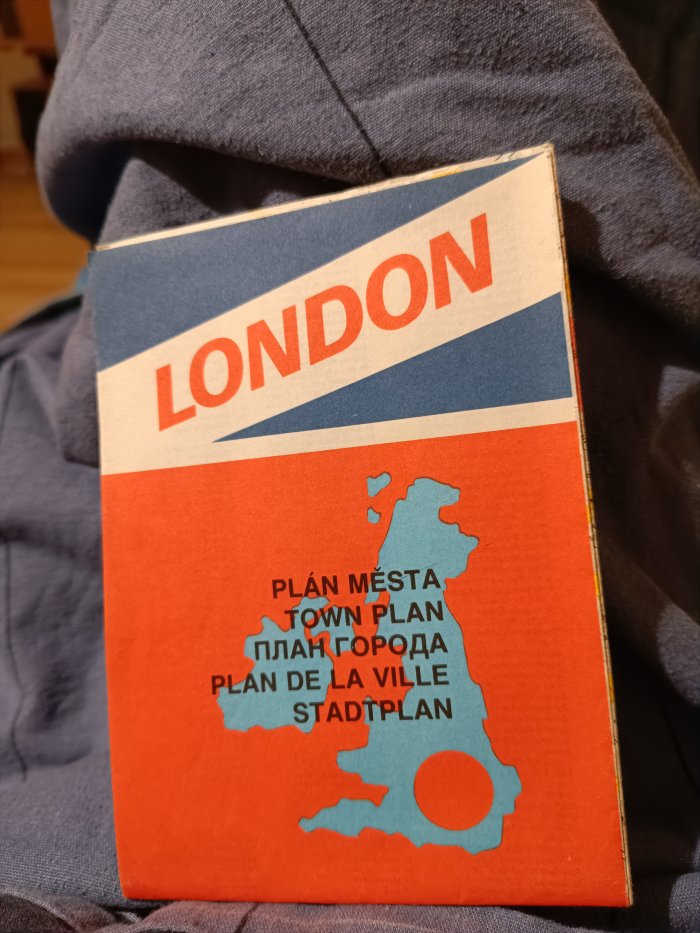 LONDON
PLÁN MĚSTA
TOWN PLAN
ПЛАН ГОРОДА
PLAN DE LA VILLE
STADTPLAN